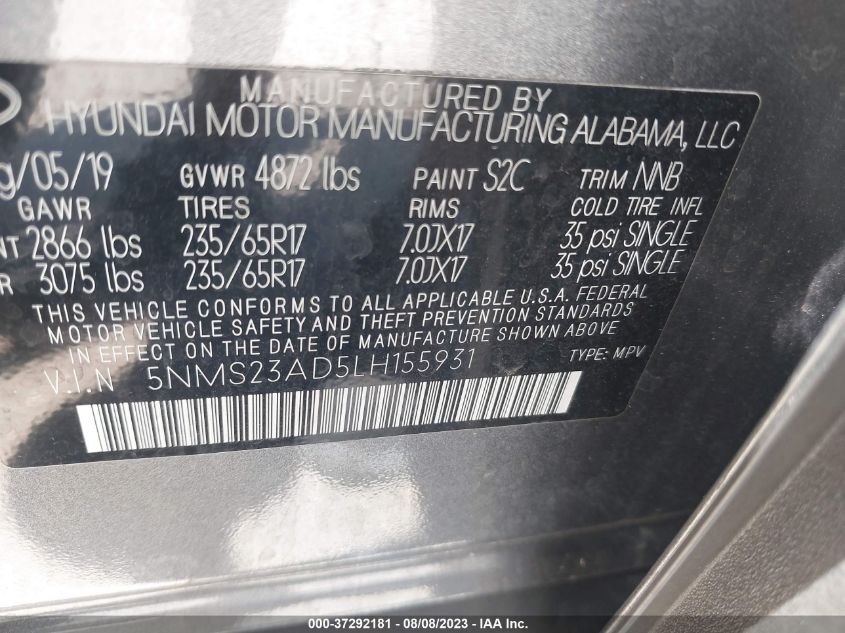 MANUFACTURED BY
HYUNDAI MOTOR MANUFACTURING ALABAMA, LLC
/05/19 GVWR 4872 lbs PAINT S2C TRIM NNB
GAWR TIRES RIMS COLD TIRE INFL
NT 2866 lbs 235/65R17 7.0JX17 35 psi SINGLE
R 3075 lbs 235/65R17 7.0JX17 35 psi SINGLE
THIS VEHICLE CONFORMS TO ALL APPLICABLE U.S.A. FEDERAL
MOTOR VEHICLE SAFETY AND THEFT PREVENTION STANDARDS
IN EFFECT ON THE DATE OF MANUFACTURE SHOWN ABOVE
V.I.N 5NMS23AD5LH155931 TYPE: MPV
000-37292181 - 08/08/2023 - IAA Inc.